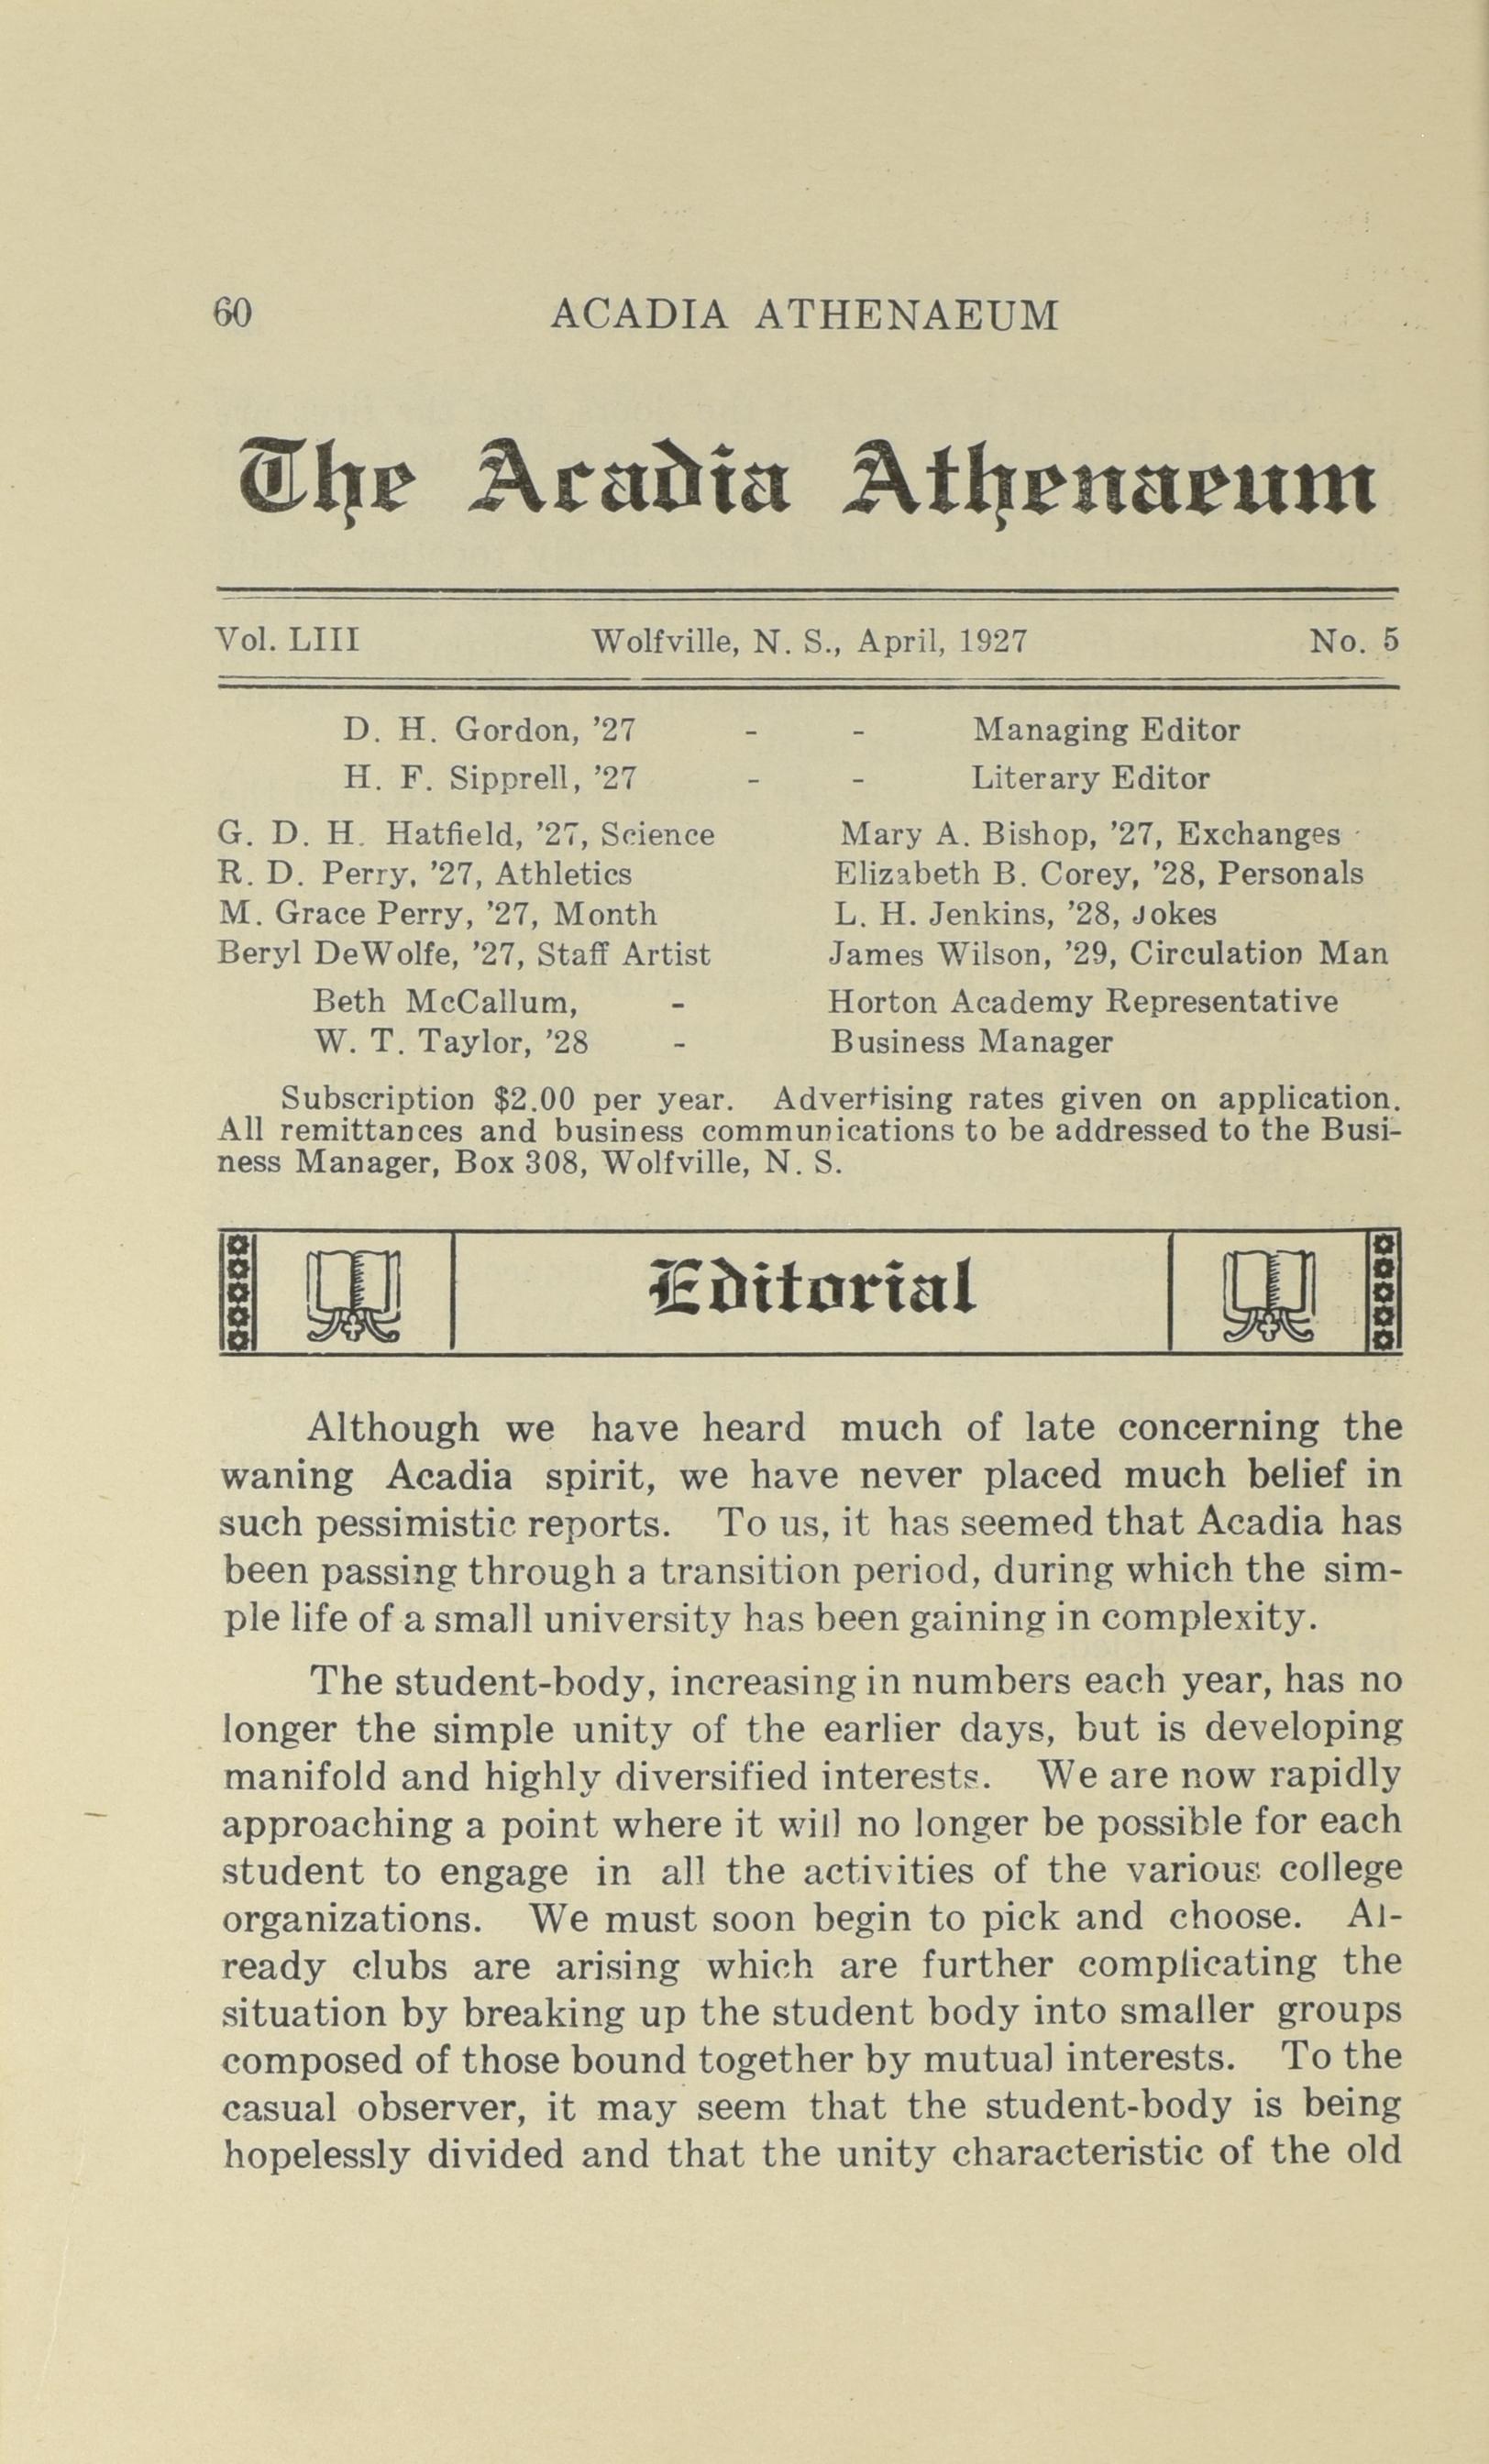 60 ACADIA ATHENAEUM
The Acadia Athenaeum
Vol. LIII Wolfville, N. S., April, 1927 No. 5
D. H. Gordon, ’27 - - Managing Editor
H. F. Sipprell, ’27 - - Literary Editor
G. D. H. Hatfield, ’27, Science Mary A. Bishop, ’27, Exchanges
R. D. Perry, ’27, Athletics Elizabeth B. Corey, ’28, Personals
M. Grace Perry, ’27, Month L. H. Jenkins, ’28, Jokes
Beryl DeWolfe, ’27, Staff Artist James Wilson, ’29, Circulation Man
Beth McCallum, - Horton Academy Representative
W. T. Taylor, ’28 - Business Manager
Subscription $2.00 per year. Advertising rates given on application.
All remittances and business communications to be addressed to the Busi-
ness Manager, Box 308, Wolfville, N. S.
Editorial
Although we have heard much of late concerning the
waning Acadia spirit, we have never placed much belief in
such pessimistic reports. To us, it has seemed that Acadia has
been passing through a transition period, during which the sim-
ple life of a small university has been gaining in complexity.
The student-body, increasing in numbers each year, has no
longer the simple unity of the earlier days, but is developing
manifold and highly diversified interests. We are now rapidly
approaching a point where it will no longer be possible for each
student to engage in all the activities of the various college
organizations. We must soon begin to pick and choose. Al-
ready clubs are arising which are further complicating the
situation by breaking up the student body into smaller groups
composed of those bound together by mutual interests. To the
casual observer, it may seem that the student-body is being
hopelessly divided and that the unity characteristic of the old